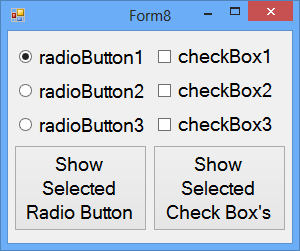 Form8
radioButton1 checkBox1
radioButton2 checkBox2
radioButton3 checkBox3
Show
Selected
Radio Button
Show
Selected
Check Box's